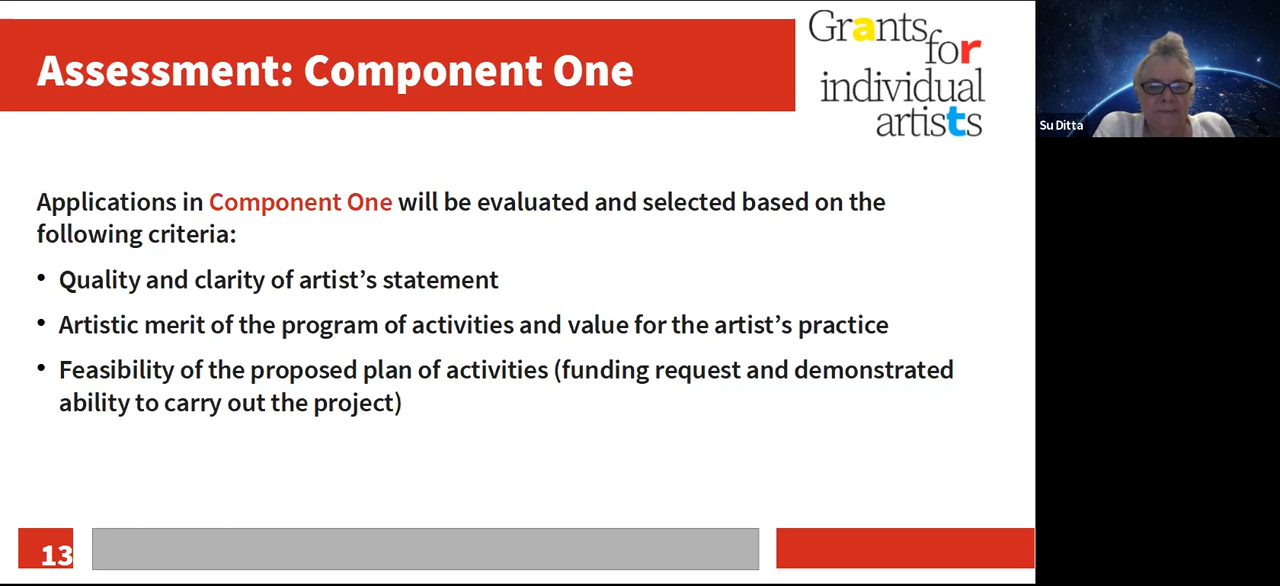 Assessment: Component One
Grants
for
individual
artists
Su Ditta
Applications in Component One will be evaluated and selected based on the
following criteria:
• Quality and clarity of artist’s statement
• Artistic merit of the program of activities and value for the artist’s practice
• Feasibility of the proposed plan of activities (funding request and demonstrated
ability to carry out the project)
13